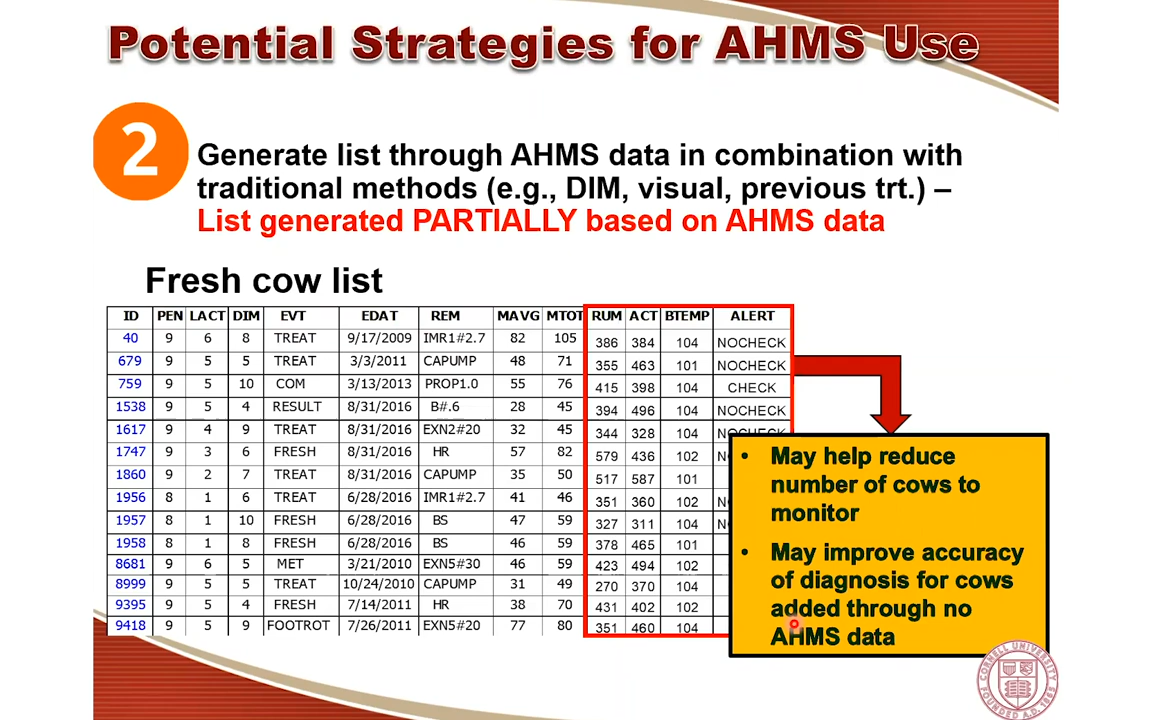 Potential Strategies for AHMS Use
2
Generate list through AHMS data in combination with
traditional methods (e.g., DIM, visual, previous trt.) –
List generated PARTIALLY based on AHMS data
Fresh cow list
ID PEN LACT DIM EVT EDAT REM MAVG MTOT RUM ACT BTEMP ALERT
40 9 6 8 TREAT 9/17/2009 IMR1#2.7 82 105 386 384 104 NOCHECK
679 9 5 5 TREAT 3/3/2011 CAPUMP 48 71 355 463 101 NOCHECK
759 9 5 10 COM 3/13/2013 PROP1.0 55 76 415 398 104 CHECK
1538 9 5 4 RESULT 8/31/2016 B#.6 28 45 394 496 104 NOCHECK
1617 9 4 9 TREAT 8/31/2016 EXN2#20 32 45 344 328 104 NOCHECK
1747 9 3 6 FRESH 8/31/2016 HR 57 82 579 436 102 N
1860 9 2 7 TREAT 8/31/2016 CAPUMP 35 50 517 587 101
1956 8 1 6 TREAT 6/28/2016 IMR1#2.7 41 46 351 360 102 N
1957 8 1 10 FRESH 6/28/2016 BS 47 59 327 311 104 N
1958 8 1 8 FRESH 6/28/2016 BS 46 59 378 465 101
8681 9 6 5 MET 3/21/2010 EXN5#30 46 59 423 494 102
8999 9 5 5 TREAT 10/24/2010 CAPUMP 31 49 270 370 104
9395 9 5 4 FRESH 7/14/2011 HR 38 70 431 402 102
9418 9 5 9 FOOTROT 7/26/2011 EXN5#20 77 80 351 460 104
• May help reduce
number of cows to
monitor
• May improve accuracy
of diagnosis for cows
added through no
AHMS data
CORNELL UNIVERSITY
FOUNDED A.D. 1865